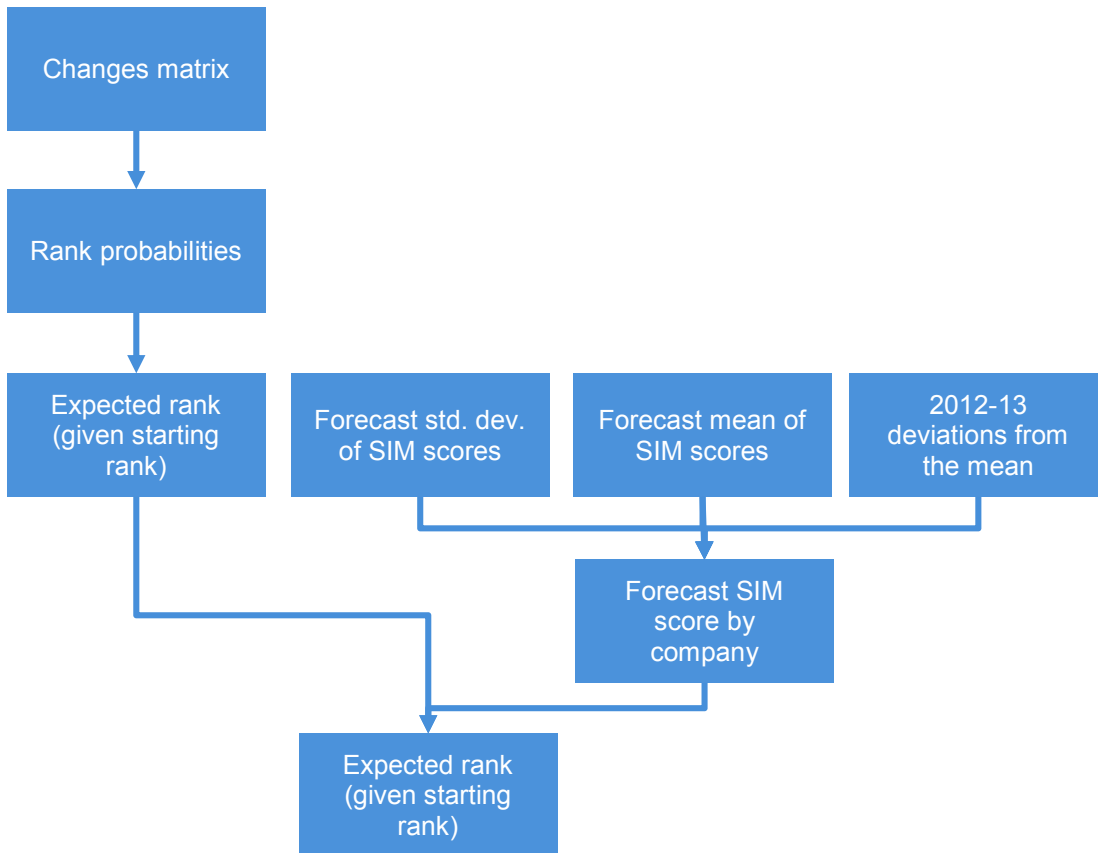 Changes matrix
Rank probabilities
Expected rank
(given starting
rank)
Forecast std. dev.
of SIM scores
Forecast mean of
SIM scores
2012-13
deviations from
the mean
Forecast SIM
score by
company
Expected rank
(given starting
rank)